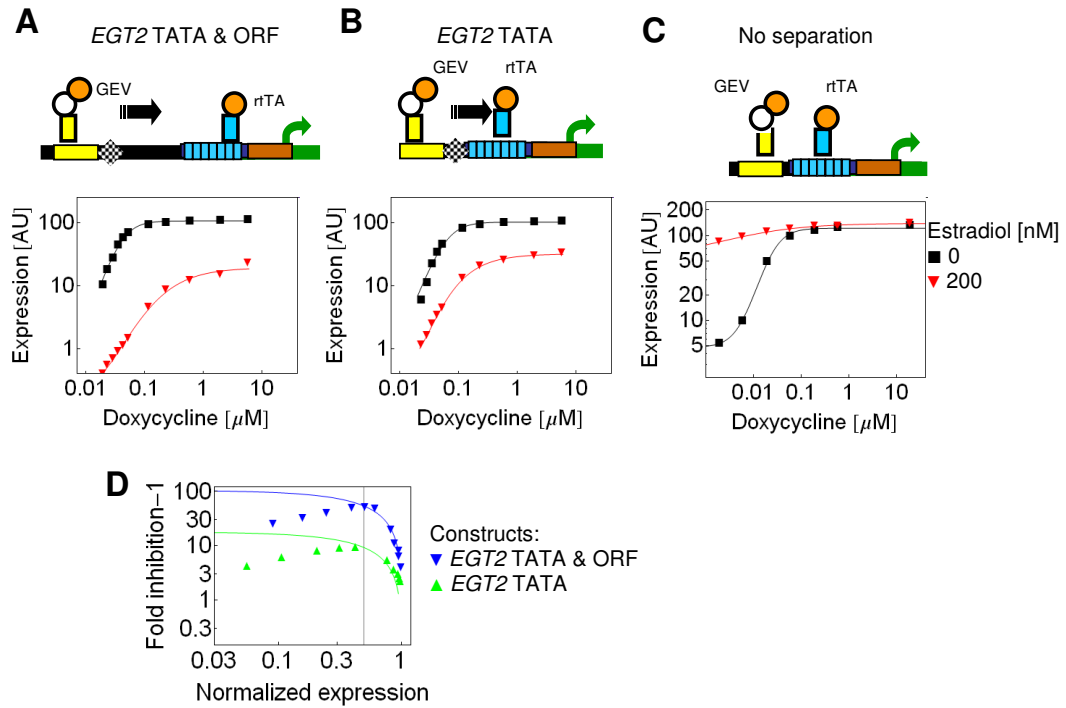 A
EGT2 TATA & ORF
GEV
rtTA
Expression [AU]
100
10
1
0.01
0.1
1
10
Doxycycline [μM]
B
EGT2 TATA
GEV
rtTA
Expression [AU]
100
10
1
0.01
0.1
1
10
Doxycycline [μM]
C
No separation
GEV
rtTA
Expression [AU]
200
100
50
20
10
5
0.01
0.1
1
10
Doxycycline [μM]
Estradiol [nM]
0
200
D
Fold inhibition-1
100
30
10
3
1
0.3
0.03
0.1
0.3
1
Normalized expression
Constructs:
EGT2 TATA & ORF
EGT2 TATA